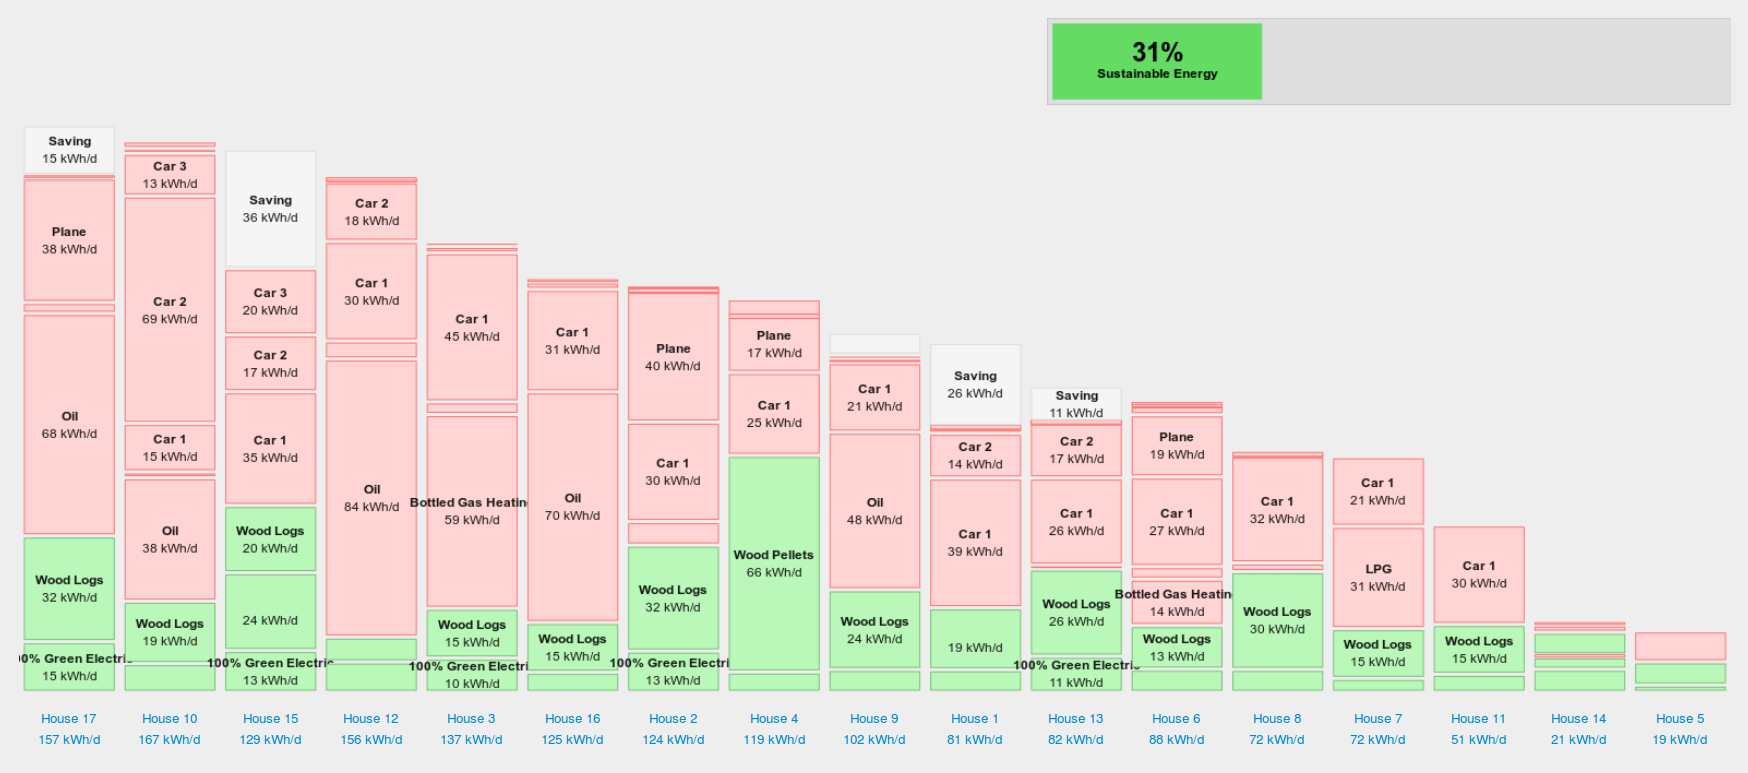 31%
Sustainable Energy
Saving
15 kWh/d
Plane
38 kWh/d
Oil
68 kWh/d
Wood Logs
32 kWh/d
00% Green Electric
15 kWh/d
House 17
157 kWh/d
Car 3
13 kWh/d
Car 2
69 kWh/d
Car 1
15 kWh/d
Oil
38 kWh/d
Wood Logs
19 kWh/d
House 10
167 kWh/d
Saving
36 kWh/d
Car 3
20 kWh/d
Car 2
17 kWh/d
Car 1
35 kWh/d
Wood Logs
20 kWh/d
24 kWh/d
100% Green Electric
13 kWh/d
House 15
129 kWh/d
Car 2
18 kWh/d
Car 1
30 kWh/d
Oil
84 kWh/d
House 12
156 kWh/d
Car 1
45 kWh/d
Bottled Gas Heating
59 kWh/d
Wood Logs
15 kWh/d
100% Green Electri
10 kWh/d
House 3
137 kWh/d
Car 1
31 kWh/d
Oil
70 kWh/d
Wood Logs
15 kWh/d
House 16
125 kWh/d
Plane
40 kWh/d
Car 1
30 kWh/d
Wood Logs
32 kWh/d
100% Green Electri
13 kWh/d
House 2
124 kWh/d
Plane
17 kWh/d
Car 1
25 kWh/d
Wood Pellets
66 kWh/d
House 4
119 kWh/d
Car 1
21 kWh/d
Oil
48 kWh/d
Wood Logs
24 kWh/d
House 9
102 kWh/d
Saving
26 kWh/d
Car 2
14 kWh/d
Car 1
39 kWh/d
19 kWh/d
House 1
81 kWh/d
Saving
11 kWh/d
Car 2
17 kWh/d
Car 1
26 kWh/d
Wood Logs
26 kWh/d
100% Green Electric
11 kWh/d
House 13
82 kWh/d
Plane
19 kWh/d
Car 1
27 kWh/d
Bottled Gas Heating
14 kWh/d
Wood Logs
13 kWh/d
House 6
88 kWh/d
Car 1
32 kWh/d
Wood Logs
30 kWh/d
House 8
72 kWh/d
Car 1
21 kWh/d
LPG
31 kWh/d
Wood Logs
15 kWh/d
House 7
72 kWh/d
Car 1
30 kWh/d
Wood Logs
15 kWh/d
House 11
51 kWh/d
House 14
21 kWh/d
House 5
19 kWh/d